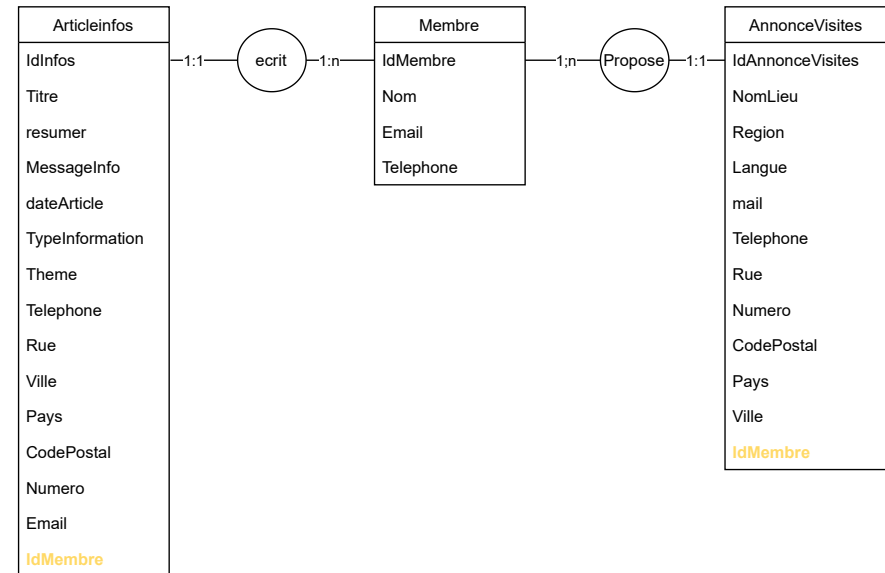 Articleinfos
IdInfos
Titre
resumer
MessageInfo
dateArticle
TypeInformation
Theme
Telephone
Rue
Ville
Pays
CodePostal
Numero
Email
IdMembre
1:1
ecrit
1:n
Membre
IdMembre
Nom
Email
Telephone
1;n
Propose
1:1
AnnonceVisites
IdAnnonceVisites
NomLieu
Region
Langue
mail
Telephone
Rue
Numero
CodePostal
Pays
Ville
IdMembre